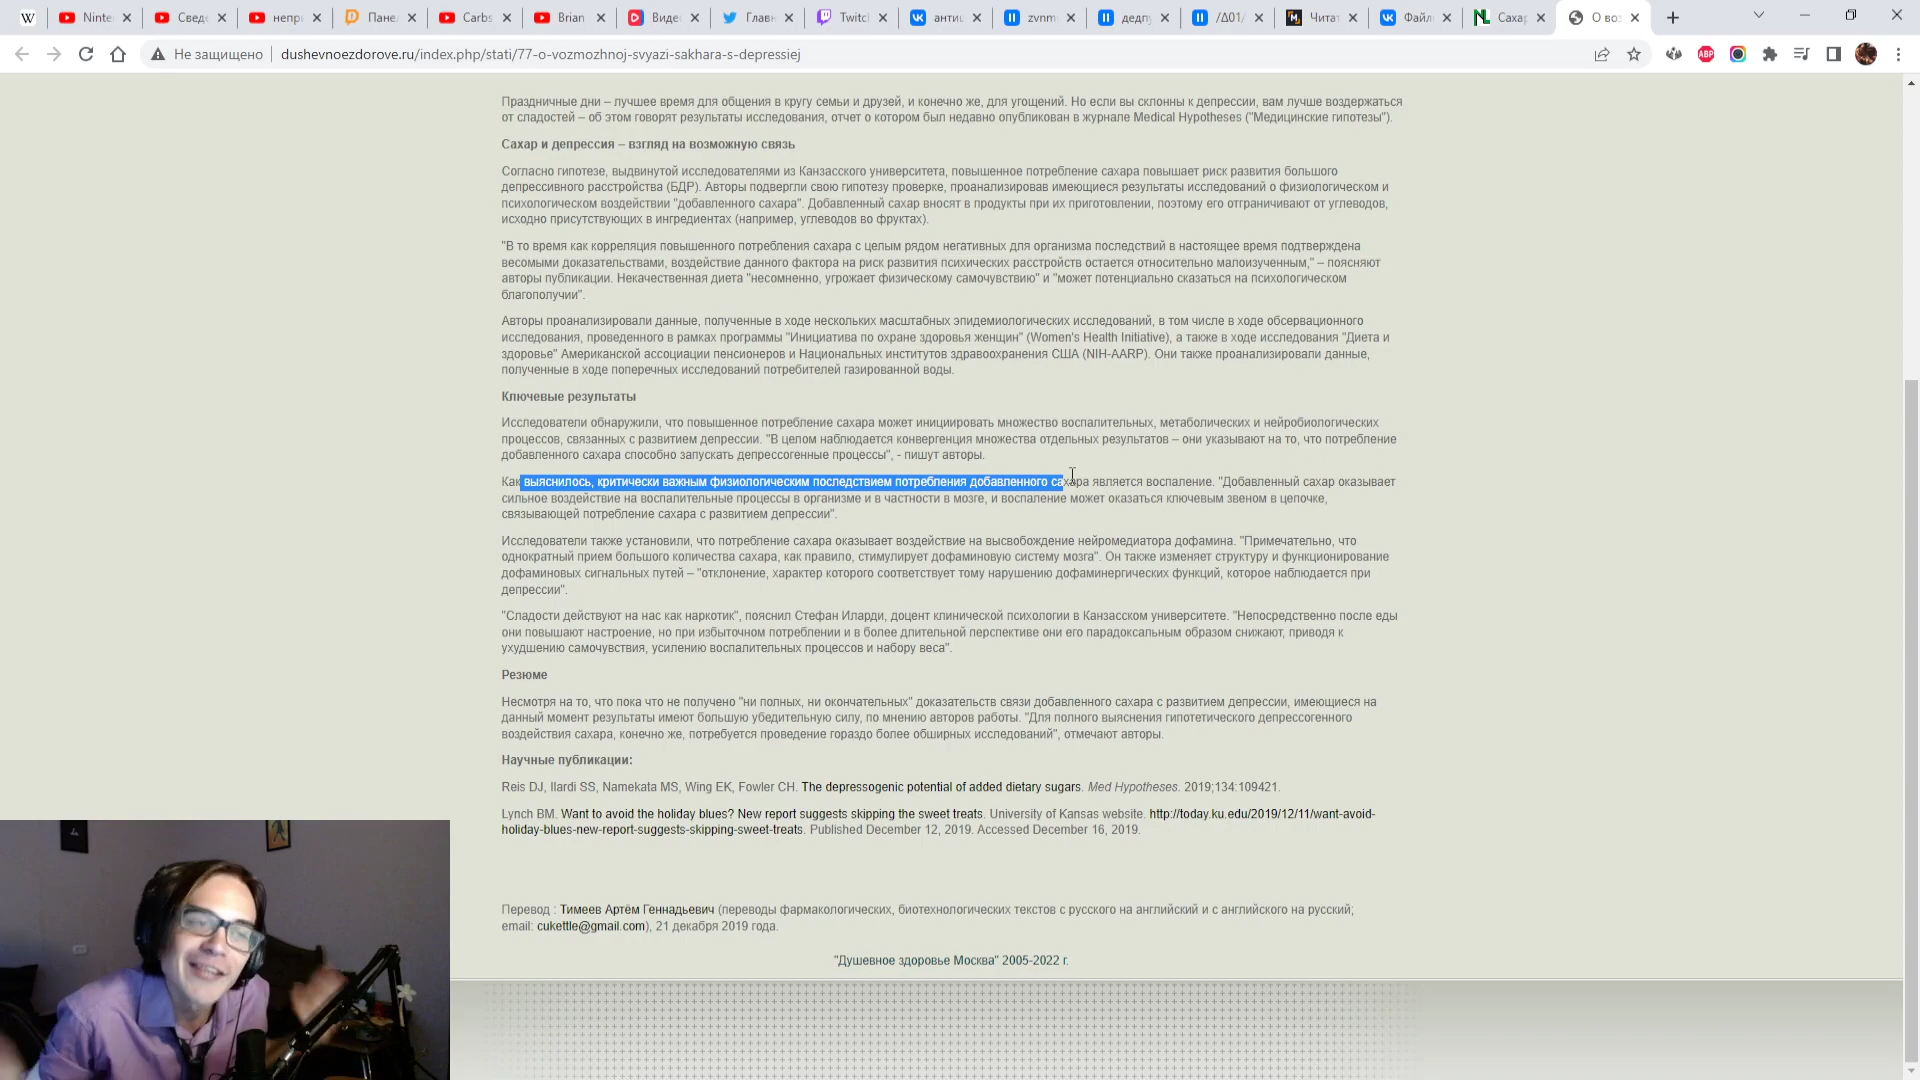 W
Ninte
Сведе
непри
Панел
Carbs
Brian
Видео
Главн
Twitch
антиц
zvnm
дедпу
/Д01/
Читат
Файл
Сахар
О воз
Не защищено
dushevnoezdorove.ru/index.php/stati/77-o-vozmozhnoj-svyazi-sakhara-s-depressiej
ABP
Праздничные дни – лучшее время для общения в кругу семьи и друзей, и конечно же, для угощений. Но если вы склонны к депрессии, вам лучше воздержаться
от сладостей – об этом говорят результаты исследования, отчет о котором был недавно опубликован в журнале Medical Hypotheses ("Медицинские гипотезы").
Сахар и депрессия – взгляд на возможную связь
Согласно гипотезе, выдвинутой исследователями из Канзасского университета, повышенное потребление сахара повышает риск развития большого
депрессивного расстройства (БДР). Авторы подвергли свою гипотезу проверке, проанализировав имеющиеся результаты исследований о физиологическом и
психологическом воздействии "добавленного сахара". Добавленный сахар вносят в продукты при их приготовлении, поэтому его отграничивают от углеводов,
исходно присутствующих в ингредиентах (например, углеводов во фруктах).
"В то время как корреляция повышенного потребления сахара с целым рядом негативных для организма последствий в настоящее время подтверждена
весомыми доказательствами, воздействие данного фактора на риск развития психических расстройств остается относительно малоизученным," – поясняют
авторы публикации. Некачественная диета "несомненно, угрожает физическому самочувствию" и "может потенциально сказаться на психологическом
благополучии".
Авторы проанализировали данные, полученные в ходе нескольких масштабных эпидемиологических исследований, в том числе в ходе обсервационного
исследования, проведенного в рамках программы "Инициатива по охране здоровья женщин" (Women's Health Initiative), а также в ходе исследования "Диета и
здоровье" Американской ассоциации пенсионеров и Национальных институтов здравоохранения США (NIH-AARP). Они также проанализировали данные,
полученные в ходе поперечных исследований потребителей газированной воды.
Ключевые результаты
Исследователи обнаружили, что повышенное потребление сахара может инициировать множество воспалительных, метаболических и нейробиологических
процессов, связанных с развитием депрессии. "В целом наблюдается конвергенция множества отдельных результатов – они указывают на то, что потребление
добавленного сахара способно запускать депрессогенные процессы", - пишут авторы.
Как выяснилось, критически важным физиологическим последствием потребления добавленного сахара является воспаление. "Добавленный сахар оказывает
сильное воздействие на воспалительные процессы в организме и в частности в мозге, и воспаление может оказаться ключевым звеном в цепочке,
связывающей потребление сахара с развитием депрессии".
Исследователи также установили, что потребление сахара оказывает воздействие на высвобождение нейромедиатора дофамина. "Примечательно, что
однократный прием большого количества сахара, как правило, стимулирует дофаминовую систему мозга". Он также изменяет структуру и функционирование
дофаминовых сигнальных путей – "отклонение, характер которого соответствует тому нарушению дофаминергических функций, которое наблюдается при
депрессии".
"Сладости действуют на нас как наркотик", пояснил Стефан Иларди, доцент клинической психологии в Канзасском университете. "Непосредственно после еды
они повышают настроение, но при избыточном потреблении и в более длительной перспективе они его парадоксальным образом снижают, приводя к
ухудшению самочувствия, усилению воспалительных процессов и набору веса".
Резюме
Несмотря на то, что пока что не получено "ни полных, ни окончательных" доказательств связи добавленного сахара с развитием депрессии, имеющиеся на
данный момент результаты имеют большую убедительную силу, по мнению авторов работы. "Для полного выяснения гипотетического депрессогенного
воздействия сахара, конечно же, потребуется проведение гораздо более обширных исследований", отмечают авторы.
Научные публикации:
Reis DJ, Ilardi SS, Namekata MS, Wing EK, Fowler CH. The depressogenic potential of added dietary sugars. Med Hypotheses. 2019;134:109421.
Lynch BM. Want to avoid the holiday blues? New report suggests skipping the sweet treats. University of Kansas website. http://today.ku.edu/2019/12/11/want-avoid-
holiday-blues-new-report-suggests-skipping-sweet-treats. Published December 12, 2019. Accessed December 16, 2019.
Перевод : Тимеев Артём Геннадьевич (переводы фармакологических, биотехнологических текстов с русского на английский и с английского на русский;
email: cukettle@gmail.com), 21 декабря 2019 года.
"Душевное здоровье Москва" 2005-2022 г.